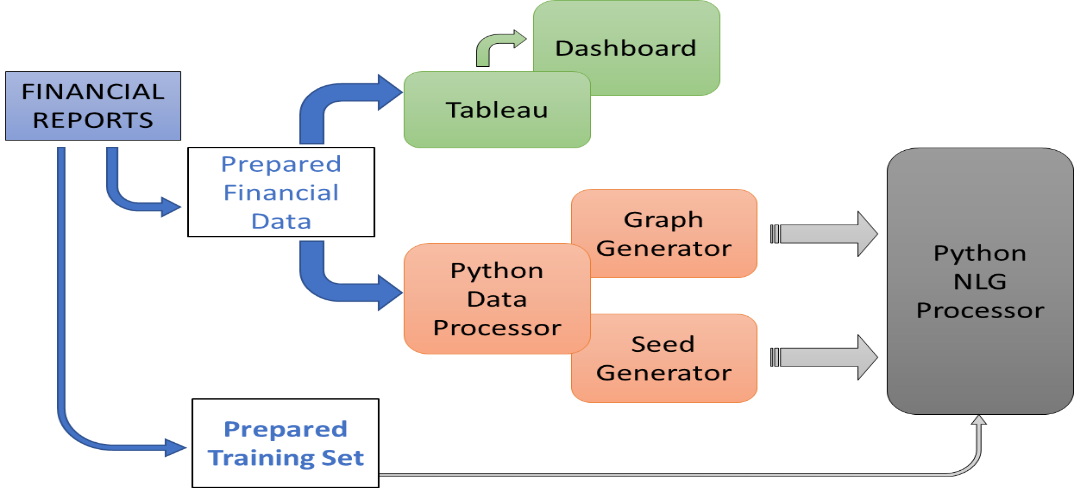 Dashboard
FINANCIAL
REPORTS
Tableau
Prepared
Financial
Data
Graph
Generator
Python
Data
Processor
Python
NLG
Processor
Seed
Generator
Prepared
Training Set